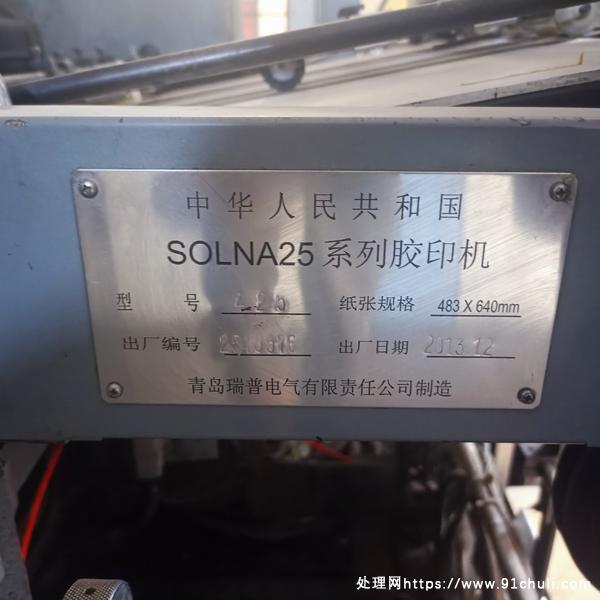 中华人民共和国
SOLNA25 系列胶印机
型 号 纸张规格 483 X 640mm
出厂编号 出厂日期 2013.12
青岛瑞普电气有限责任公司制造
处理网https://www.91chuli.com